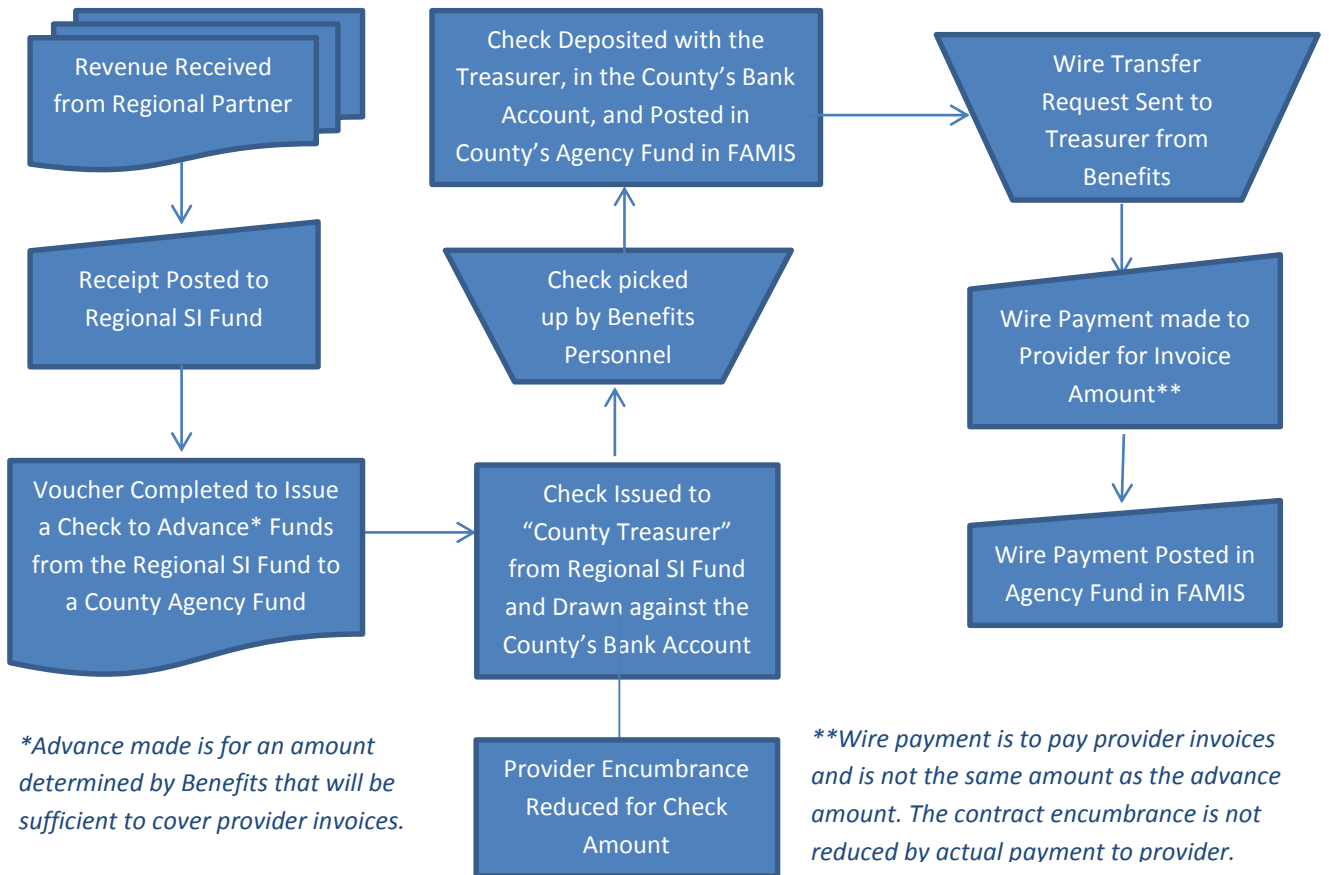 Revenue Received
from Regional Partner
Receipt Posted to
Regional SI Fund
Voucher Completed to Issue
a Check to Advance* Funds
from the Regional SI Fund to
a County Agency Fund
Check Issued to
“County Treasurer”
from Regional SI Fund
and Drawn against the
County’s Bank Account
Provider Encumbrance
Reduced for Check
Amount
Check picked
up by Benefits
Personnel
Check Deposited with the
Treasurer, in the County’s Bank
Account, and Posted in
County’s Agency Fund in FAMIS
Wire Transfer
Request Sent to
Treasurer from
Benefits
Wire Payment made to
Provider for Invoice
Amount**
Wire Payment Posted in
Agency Fund in FAMIS
*Advance made is for an amount
determined by Benefits that will be
sufficient to cover provider invoices.
**Wire payment is to pay provider invoices
and is not the same amount as the advance
amount. The contract encumbrance is not
reduced by actual payment to provider.